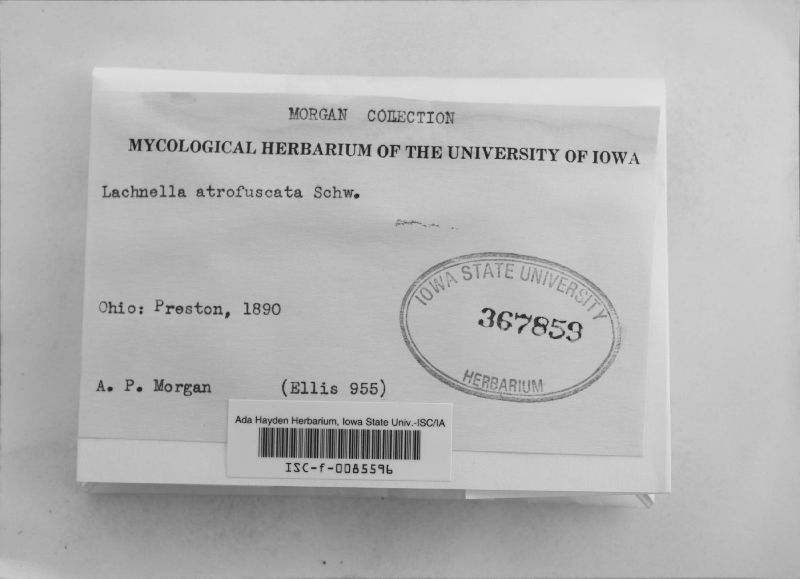 MORGAN COLLECTION
MYCOLOGICAL HERBARIUM OF THE UNIVERSITY OF IOWA
Lachnella atrofuscata Schw.
Ohio: Preston, 1890
IOWA STATE UNIVERSITY
367859
HERBARIUM
A. P. Morgan (Ellis 955)
Ada Hayden Herbarium, Iowa State Univ.-ISC/IA
ISC-f-0085596